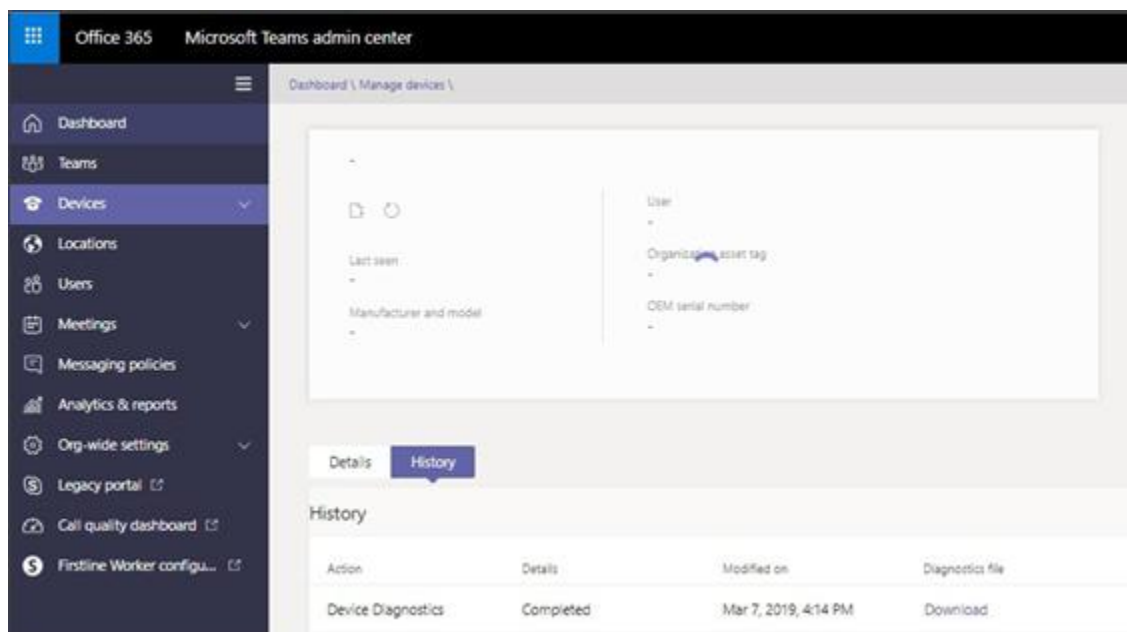 Office 365 Microsoft Teams admin center
Dashboard \ Manage devices \
Dashboard
Teams
Devices
Locations
Users
Meetings
Messaging policies
Analytics & reports
Org-wide settings
Legacy portal
Call quality dashboard
Firstline Worker configu...
-
User
-
Last seen
-
Organization asset tag
-
Manufacturer and model
-
OEM serial number
-
Details History
History
Action Details Modified on Diagnostics file
Device Diagnostics Completed Mar 7, 2019, 4:14 PM Download